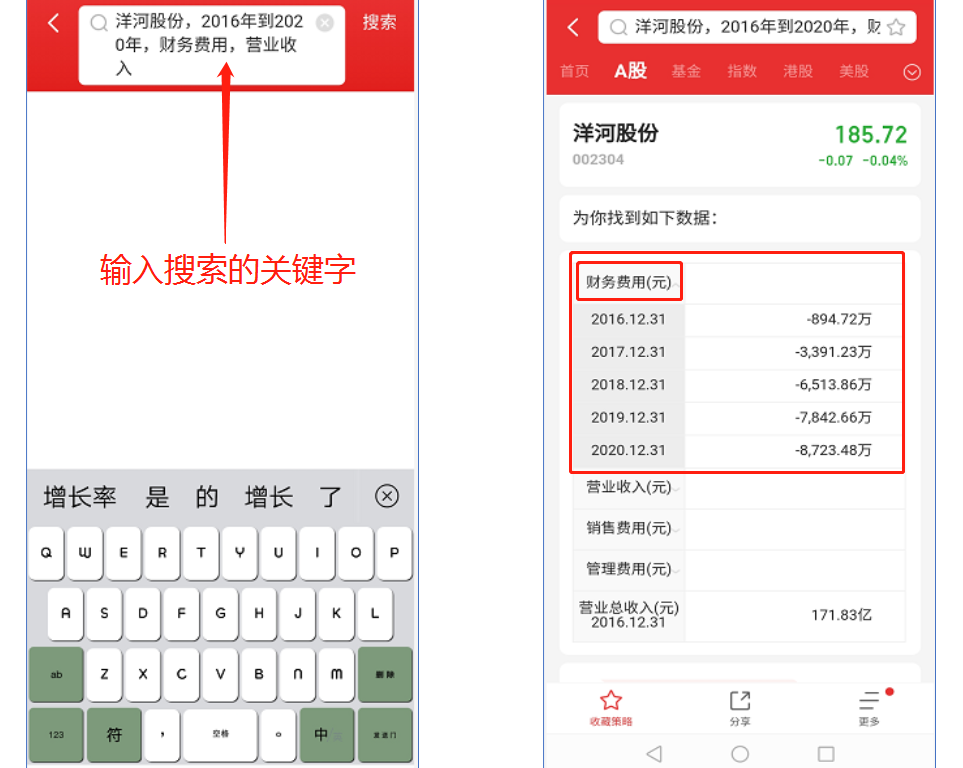 洋河股份，2016年到202
0年，财务费用，营业收
入
搜索
输入搜索的关键字
增长率 是 的 增长 了
Q W E R T Y U I O P
A S D F G H J K L
ab Z X C V B n m 删除
123 符 ， 空格 。 中
洋河股份，2016年到2020年，财
首页 A股 基金 指数 港股 美股
洋河股份 185.72
002304 -0.07 -0.04%
为你找到如下数据：
财务费用(元)
2016.12.31 -894.72万
2017.12.31 -3,391.23万
2018.12.31 -6,513.86万
2019.12.31 -7,842.66万
2020.12.31 -8,723.48万
营业收入(元)
销售费用(元)
管理费用(元)
营业总收入(元)
2016.12.31 171.83亿
收藏策略 分享 更多